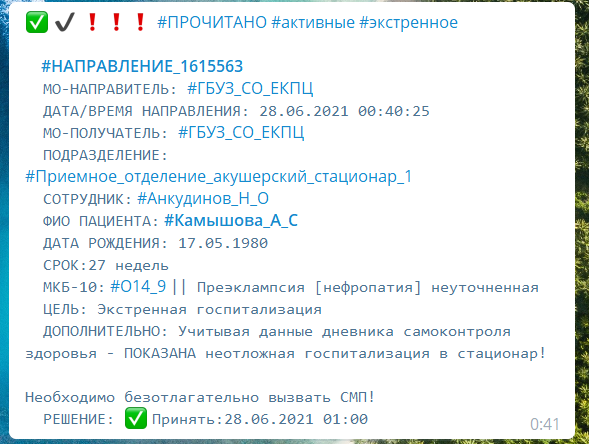 ✅ ✔ ❗ ❗ ❗ #ПРОЧИТАНО #активные #экстренное
#НАПРАВЛЕНИЕ_1615563
МО-НАПРАВИТЕЛЬ: #ГБУЗ_СО_ЕКПЦ
ДАТА/ВРЕМЯ НАПРАВЛЕНИЯ: 28.06.2021 00:40:25
МО-ПОЛУЧАТЕЛЬ: #ГБУЗ_СО_ЕКПЦ
ПОДРАЗДЕЛЕНИЕ:
#Приемное_отделение_акушерский_стационар_1
СОТРУДНИК: #Анкудинов_Н_О
ФИО ПАЦИЕНТА: #Камышова_А_С
ДАТА РОЖДЕНИЯ: 17.05.1980
СРОК:27 недель
МКБ-10: #O14_9 || Преэклампсия [нефропатия] неуточненная
ЦЕЛЬ: Экстренная госпитализация
ДОПОЛНИТЕЛЬНО: Учитывая данные дневника самоконтроля
здоровья - ПОКАЗАНА неотложная госпитализация в стационар!
Необходимо безотлагательно вызвать СМП!
РЕШЕНИЕ: ✅ Принять:28.06.2021 01:00
0:41